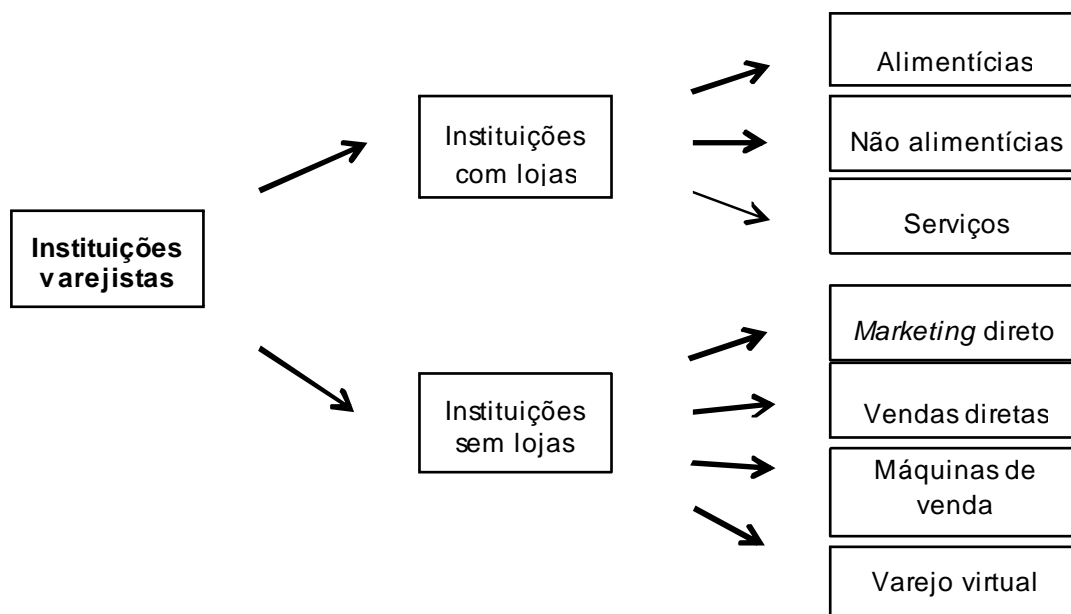 Instituições
varejistas
Instituições
com lojas
Alimentícias
Não alimentícias
Serviços
Instituições
sem lojas
Marketing direto
Vendas diretas
Máquinas de
venda
Varejo virtual